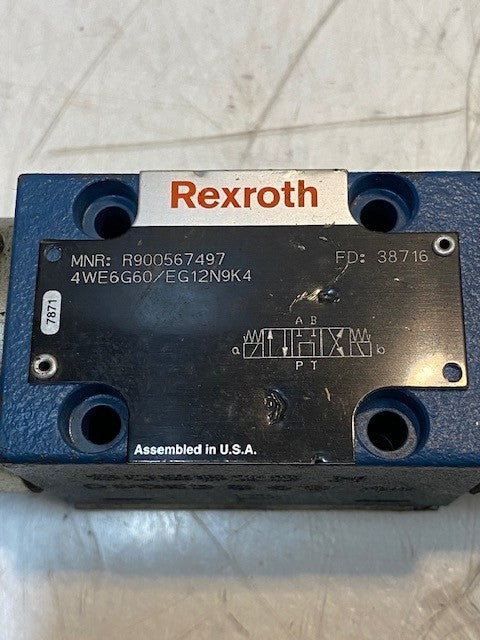 Rexroth
MNR: R900567497 FD: 38716
4WE6G60/EG12N9K4
7871
A B
a b
P T
Assembled in U.S.A.